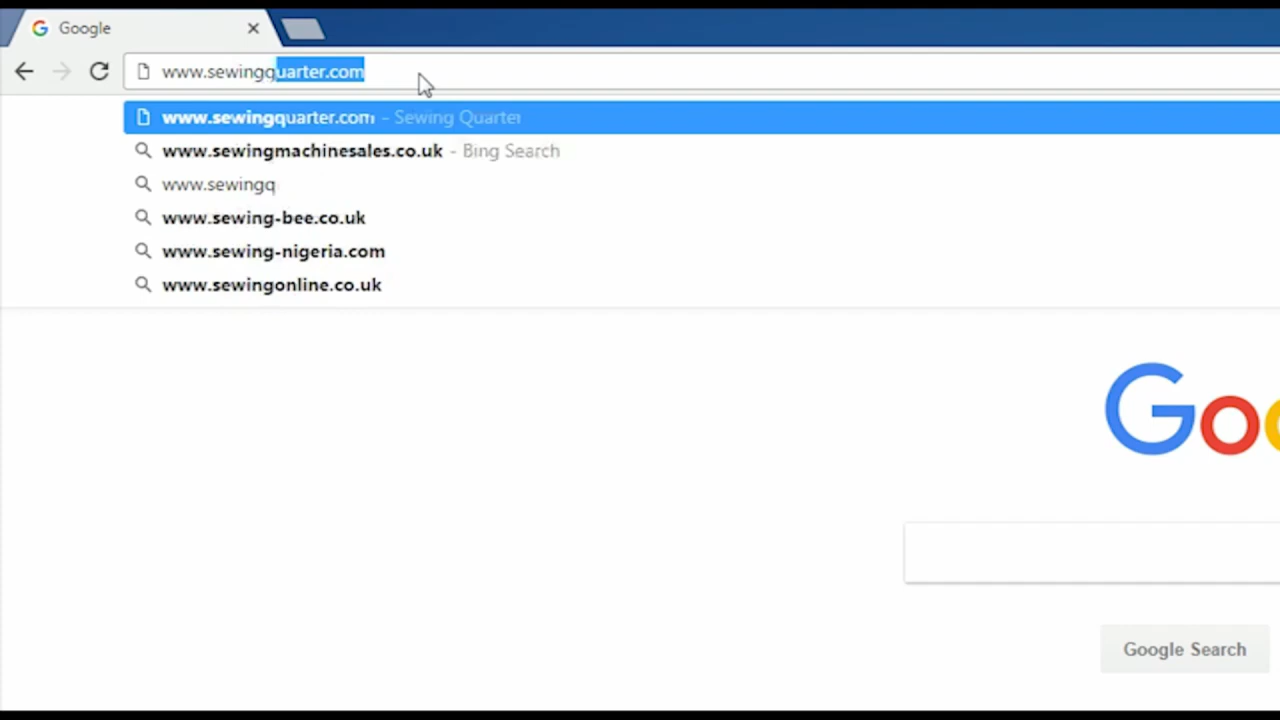 Google
www.sewingquarter.com
www.sewingquarter.com - Sewing Quarter
www.sewingmachinesales.co.uk - Bing Search
www.sewingq
www.sewing-bee.co.uk
www.sewing-nigeria.com
www.sewingonline.co.uk
Go
Google Search